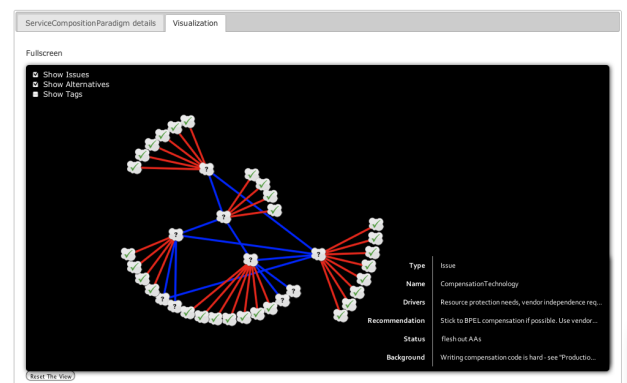 ServiceCompositionParadigm details
Visualization
Fullscreen
Show Issues
Show Alternatives
Show Tags
Type Issue
Name CompensationTechnology
Drivers Resource protection needs, vendor independence req...
Recommendation Stick to BPEL compensation if possible. Use vendor...
Status flesh out AAs
Background Writing compensation code is hard - see "Productio...
Reset The View